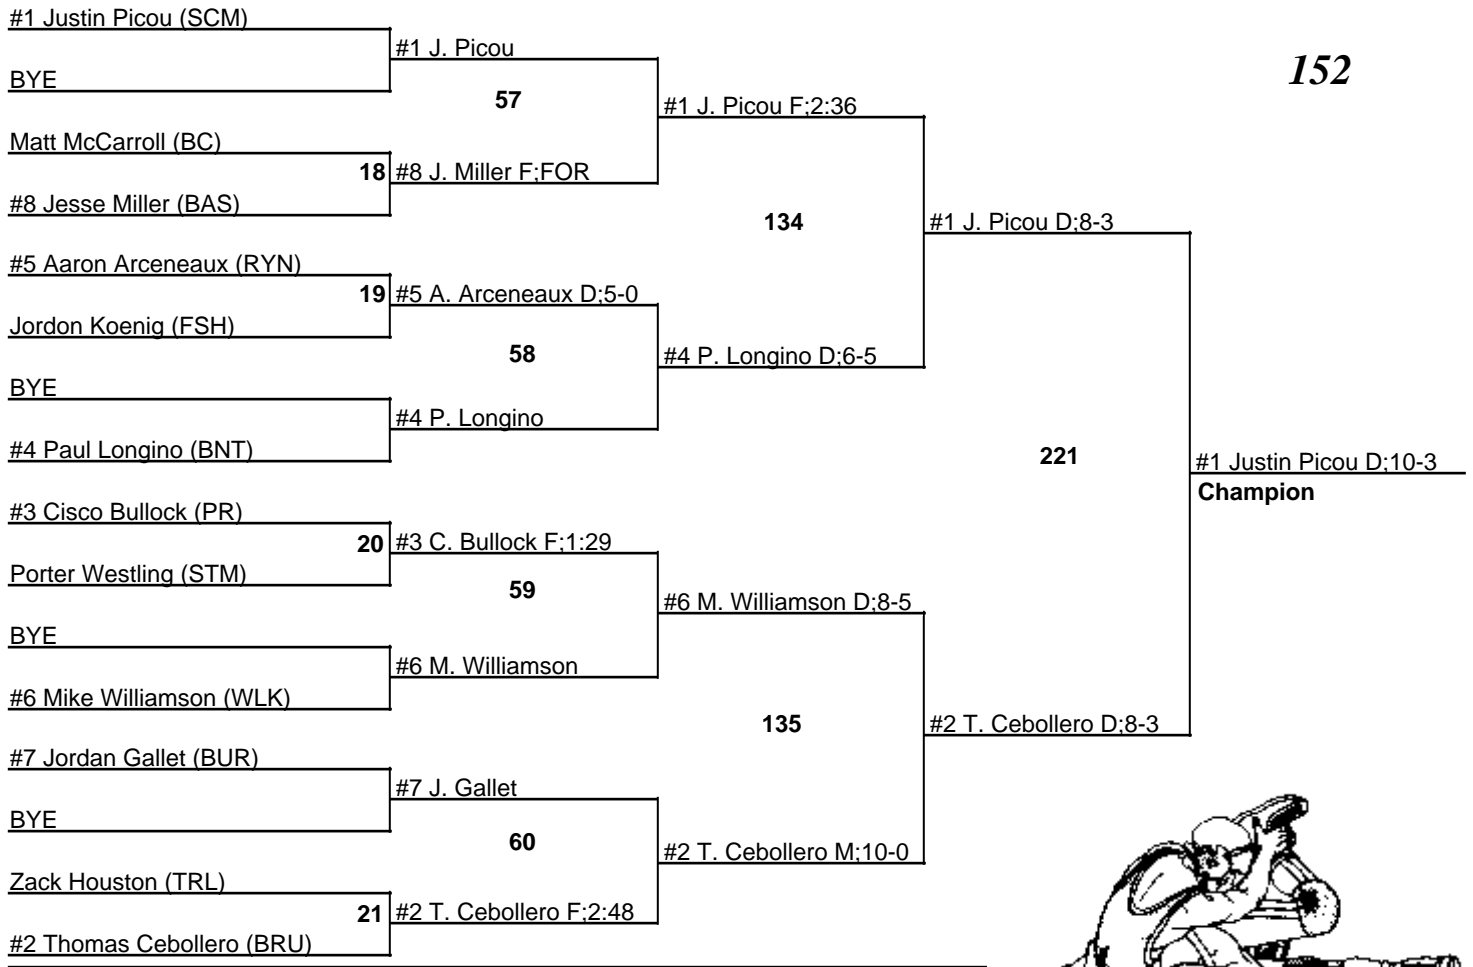 #1 Justin Picou (SCM)
BYE
Matt McCarroll (BC)
#8 Jesse Miller (BAS)
#5 Aaron Arceneaux (RYN)
Jordon Koenig (FSH)
BYE
#4 Paul Longino (BNT)
#3 Cisco Bullock (PR)
Porter Westling (STM)
BYE
#6 Mike Williamson (WLK)
#7 Jordan Gallet (BUR)
BYE
Zack Houston (TRL)
#2 Thomas Cebollero (BRU)
#1 J. Picou
57
18 #8 J. Miller F;FOR
19 #5 A. Arceneaux D;5-0
58
#4 P. Longino
20 #3 C. Bullock F;1:29
59
#6 M. Williamson
#7 J. Gallet
60
21 #2 T. Cebollero F;2:48
#1 J. Picou F;2:36
134
#4 P. Longino D;6-5
#6 M. Williamson D;8-5
135
#2 T. Cebollero M;10-0
#1 J. Picou D;8-3
221
#2 T. Cebollero D;8-3
152
#1 Justin Picou D;10-3
Champion